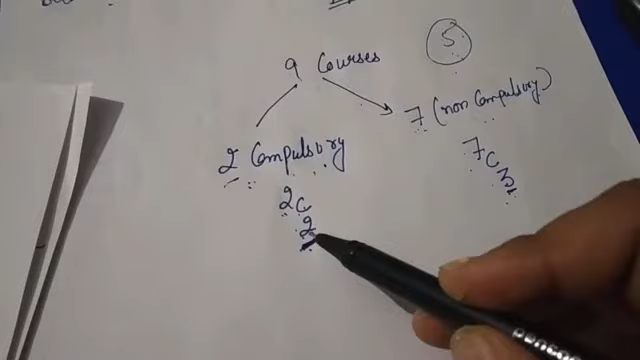 5
9 Courses
7 (non Compulsory)
2 Compulsory
7C3
2C2